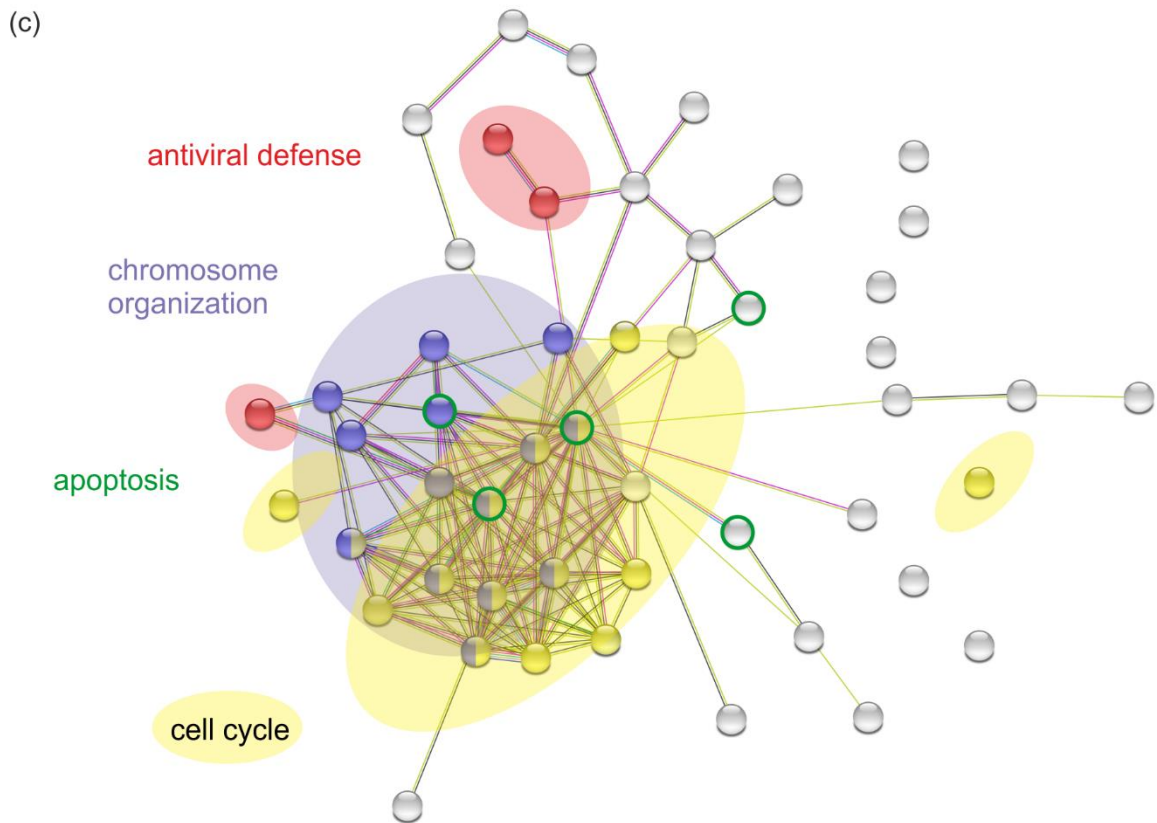 (c)
antiviral defense
chromosome
organization
apoptosis
cell cycle